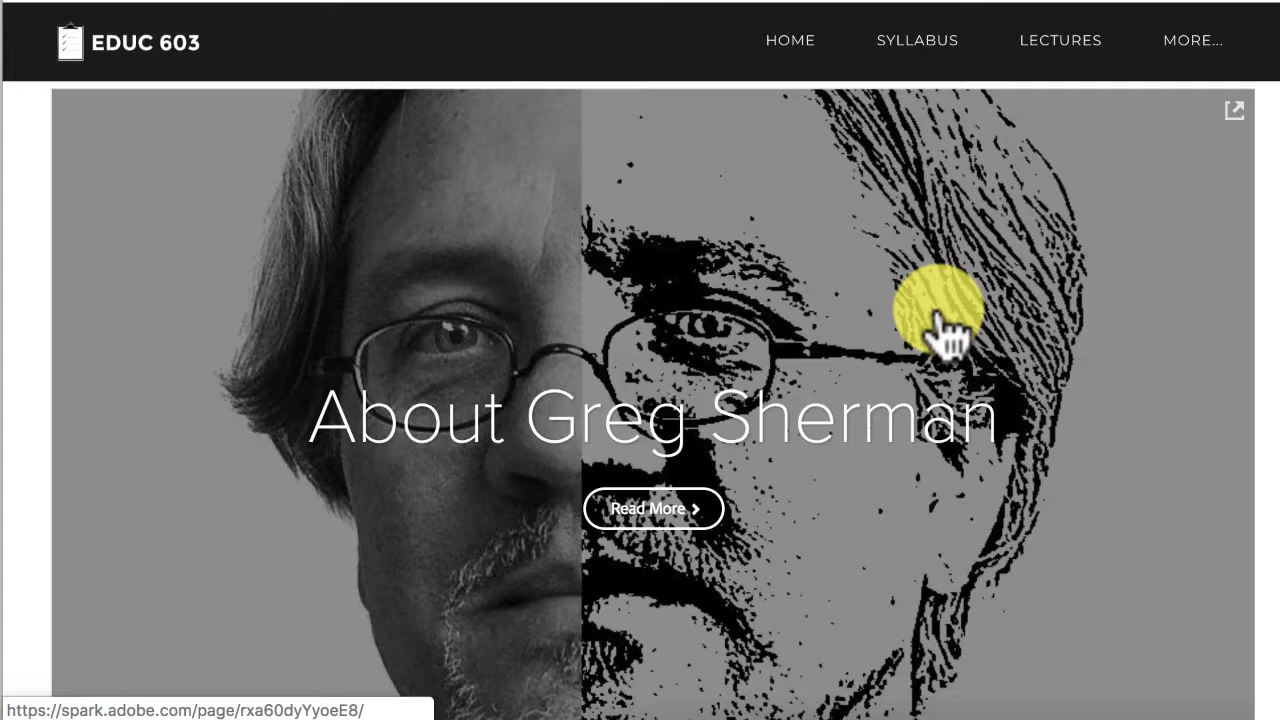 EDUC 603
HOME SYLLABUS LECTURES MORE...
About Greg Sherman
Read More
https://spark.adobe.com/page/rxa60dyYyoeE8/